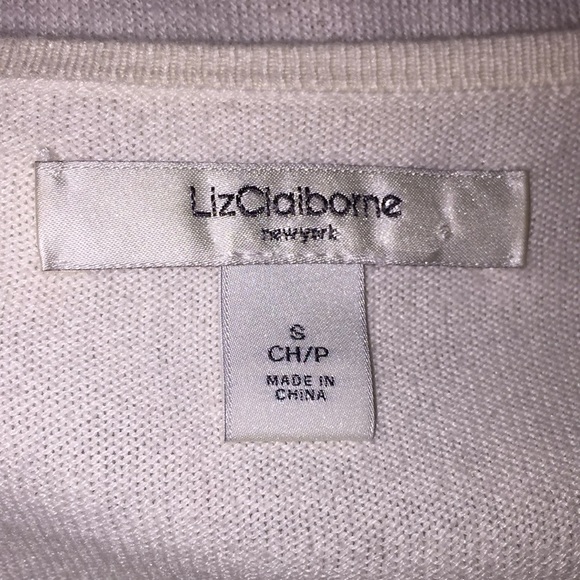 LizClaiborne
newyork
S
CH/P
MADE IN
CHINA